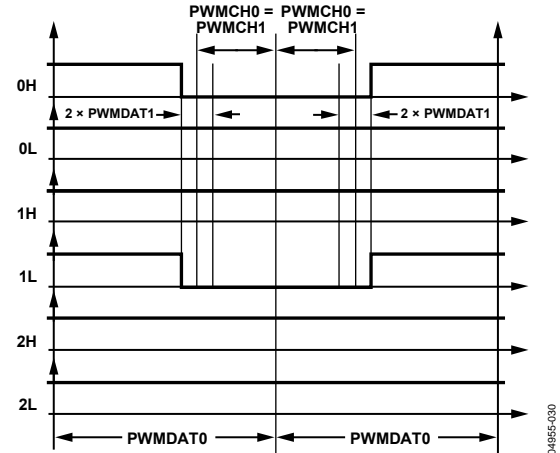 PWMCH0 = PWMCH0 =
PWMCH1 PWMCH1
0H
2 × PWMDAT1 2 × PWMDAT1
0L
1H
1L
2H
2L
PWMDAT0 PWMDAT0
04955-030